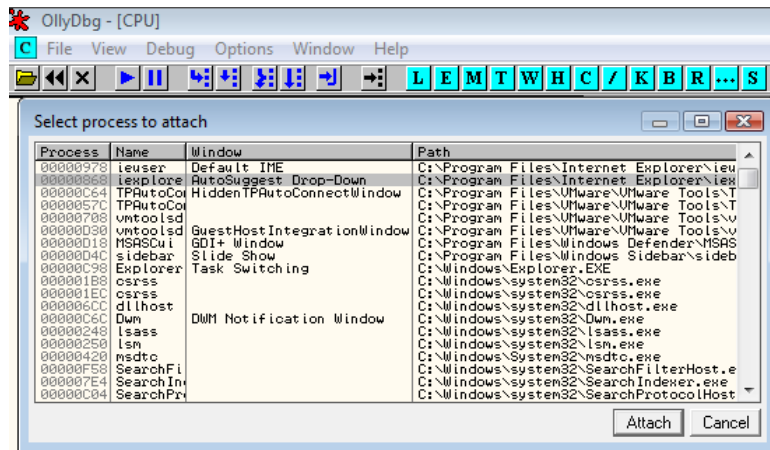 OllyDbg - [CPU]
C File View Debug Options Window Help
L E M T W H C / K B R ... S
Select process to attach
Process Name Window Path
00000978 ieuser Default IME C:\Program Files\Internet Explorer\ieu
00000868 iexplore AutoSuggest Drop-Down C:\Program Files\Internet Explorer\iex
00000C64 TPAutoCon HiddenTPAutoConnectWindow C:\Program Files\VMware\VMware Tools\T
0000057C TPAutoCon C:\Program Files\VMware\VMware Tools\T
00000708 vmtoolsd C:\Program Files\VMware\VMware Tools\v
00000D30 vmtoolsd GuestHostIntegrationWindow C:\Program Files\VMware\VMware Tools\v
00000D18 MSASCui GDI+ Window C:\Program Files\Windows Defender\MSAS
00000D4C sidebar Slide Show C:\Program Files\Windows Sidebar\sideb
00000C98 Explorer Task Switching C:\Windows\Explorer.EXE
000001B8 csrss C:\Windows\system32\csrss.exe
000001EC csrss C:\Windows\system32\csrss.exe
000006CC dllhost C:\Windows\system32\dllhost.exe
00000C6C Dwm DWM Notification Window C:\Windows\system32\Dwm.exe
00000248 lsass C:\Windows\system32\lsass.exe
00000250 lsm C:\Windows\system32\lsm.exe
00000420 msdtc C:\Windows\System32\msdtc.exe
00000F58 SearchFi C:\Windows\system32\SearchFilterHost.e
000007E4 SearchIn C:\Windows\system32\SearchIndexer.exe
00000C04 SearchPr C:\Windows\system32\SearchProtocolHost
Attach Cancel